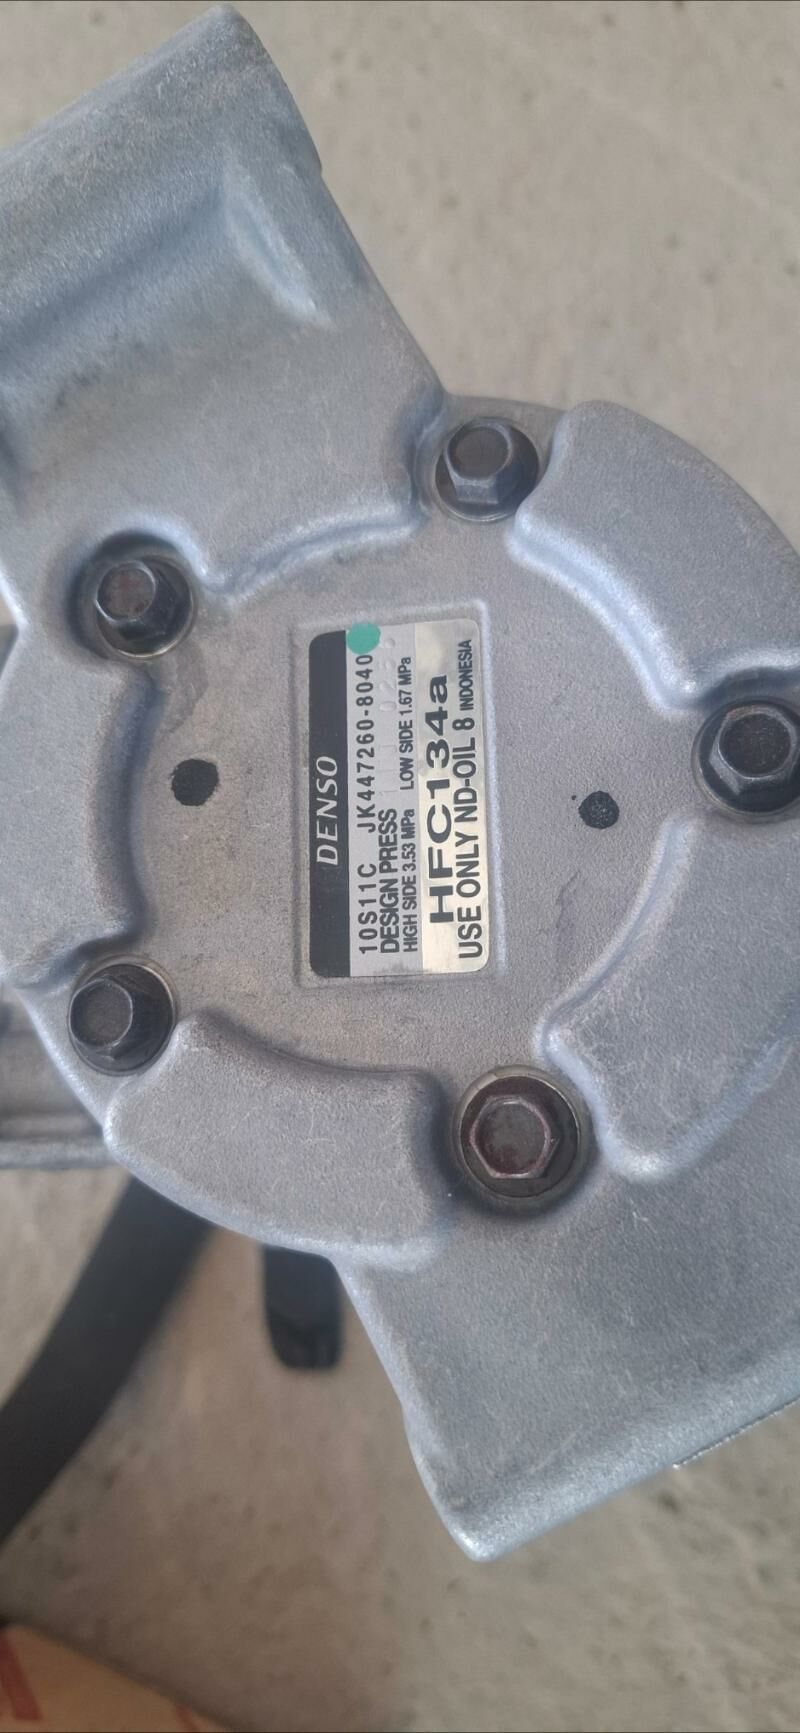 DENSO
10S11C JK447260-8040
DESIGN PRESS
HIGH SIDE 3.53 MPa LOW SIDE 1.67 MPa
HFC134a
USE ONLY ND-OIL 8 INDONESIA